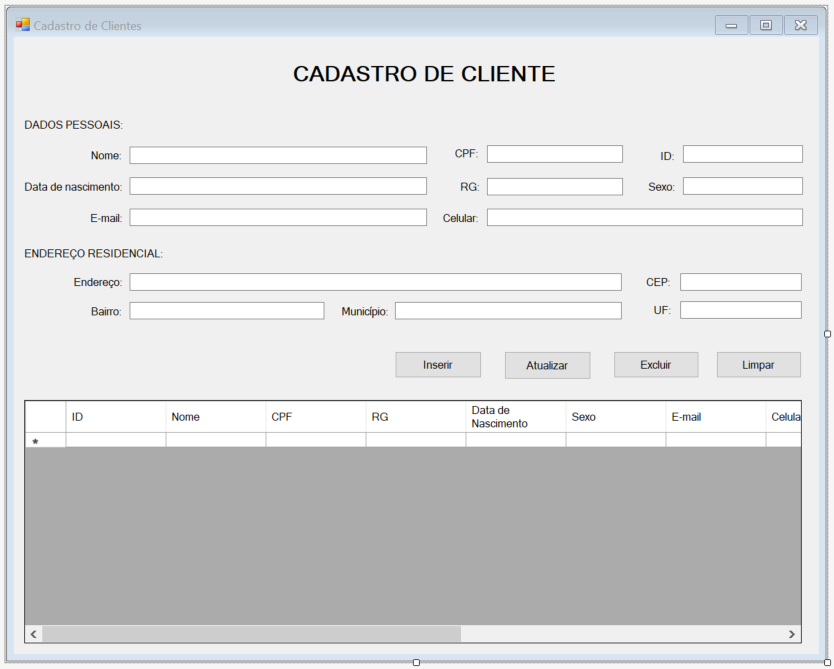 Cadastro de Clientes
CADASTRO DE CLIENTE
DADOS PESSOAIS:
Nome: CPF: ID:
Data de nascimento: RG: Sexo:
E-mail: Celular:
ENDEREÇO RESIDENCIAL:
Endereço: CEP:
Bairro: Município: UF:
Inserir Atualizar Excluir Limpar
ID Nome CPF RG Data de Nascimento Sexo E-mail Celula
*